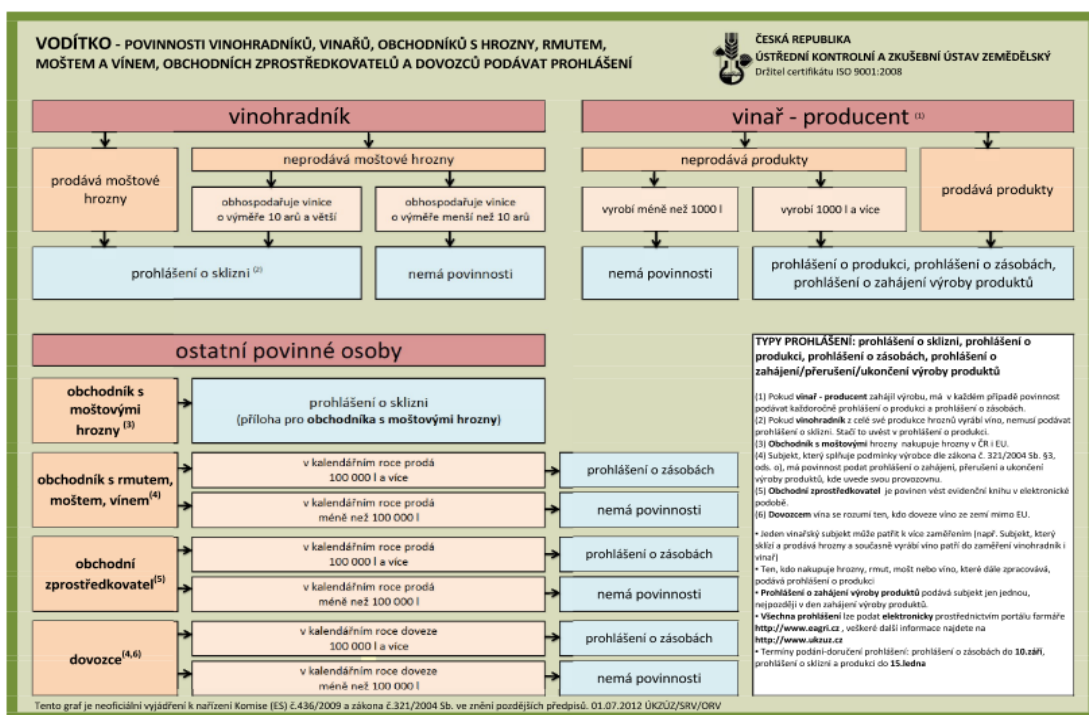 VODÍTKO - POVINNOSTI VINOHRADNÍKŮ, VINAŘŮ, OBCHODNÍKŮ S HROZNY, RMUTEM,
MOŠTEM A VÍNEM, OBCHODNÍCH ZPROSTŘEDKOVATELŮ A DOVOZCŮ PODÁVAT PROHLÁŠENÍ
ČESKÁ REPUBLIKA
ÚSTŘEDNÍ KONTROLNÍ A ZKUŠEBNÍ ÚSTAV ZEMĚDĚLSKÝ
Držitel certifikátu ISO 9001:2008
vinohradník
prodává moštové
hrozny
neprodává moštové hrozny
obhospodařuje vinice
o výměře 10 arů a větší
obhospodařuje vinice
o výměře menší než 10 arů
prohlášení o sklizni (2)
nemá povinnosti
vinař - producent (1)
neprodává produkty
vyrobí méně než 1000 l
vyrobí 1000 l a více
prodává produkty
nemá povinnosti
prohlášení o produkci, prohlášení o zásobách,
prohlášení o zahájení výroby produktů
ostatní povinné osoby
obchodník s
moštovými
hrozny (3)
prohlášení o sklizni
(příloha pro obchodníka s moštovými hrozny)
obchodník s rmutem,
moštem, vínem(4)
v kalendářním roce prodá
100 000 l a více
prohlášení o zásobách
v kalendářním roce prodá
méně než 100 000 l
nemá povinnosti
obchodní
zprostředkovatel(5)
v kalendářním roce prodá
100 000 l a více
prohlášení o zásobách
v kalendářním roce prodá
méně než 100 000 l
nemá povinnosti
dovozce(4,6)
v kalendářním roce doveze
100 000 l a více
prohlášení o zásobách
v kalendářním roce doveze
méně než 100 000 l
nemá povinnosti
TYPY PROHLÁŠENÍ: prohlášení o sklizni, prohlášení o
produkci, prohlášení o zásobách, prohlášení o
zahájení/přerušení/ukončení výroby produktů
(1) Pokud vinař - producent zahájil výrobu, má v každém případě povinnost
podávat každoročně prohlášení o produkci a prohlášení o zásobách.
(2) Pokud vinohradník z celé své produkce hroznů vyrábí víno, nemusí podávat
prohlášení o sklizni. Stačí to uvést v prohlášení o produkci.
(3) Obchodník s moštovými hrozny nakupuje hrozny v ČR i EU.
(4) Subjekt, který splňuje podmínky výrobce dle zákona č. 321/2004 Sb. §3,
ods. o), má povinnost podat prohlášení o zahájení, přerušení a ukončení
výroby produktů, kde uvede svou provozovnu.
(5) Obchodní zprostředkovatel je povinen vést evidenční knihu v elektronické
podobě.
(6) Dovozcem vína se rozumí ten, kdo doveze víno ze zemí mimo EU.
• Jeden vinařský subjekt může patřit k více zaměřením (např. Subjekt, který
sklízí a prodává hrozny a současně vyrábí víno patří do zaměření vinohradník i
vinař)
• Ten, kdo nakupuje hrozny, rmut, mošt nebo víno, které dále zpracovává,
podává prohlášení o produkci
• Prohlášení o zahájení výroby produktů podává subjekt jen jednou,
nejpozději v den zahájení výroby produktů.
• Všechna prohlášení lze podat elektronicky prostřednictvím portálu farmáře
http://www.eagri.cz , veškeré další informace najdete na
http://www.ukzuz.cz
• Termíny podání-doručení prohlášení: prohlášení o zásobách do 10.září,
prohlášení o sklizni a produkci do 15.ledna
Tento graf je neoficiální vyjádření k nařízení Komise (ES) č.436/2009 a zákona č.321/2004 Sb. ve znění pozdějších předpisů. 01.07.2012 ÚKZÚZ/SRV/ORV